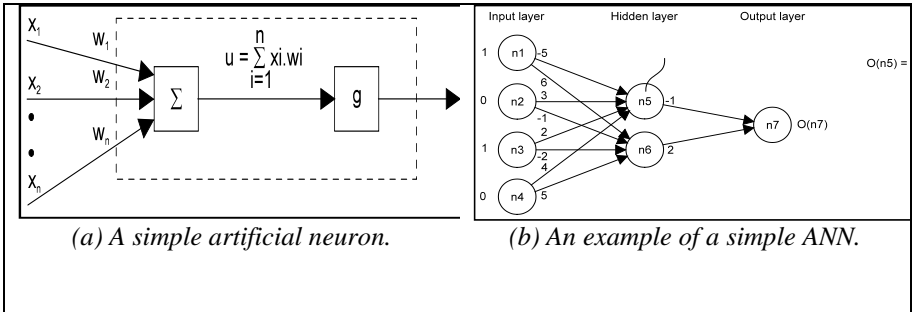 X1
W1
X2
W2
Wn
Xn
Σ
n
u = Σ xi.wi
i=1
g
(a) A simple artificial neuron.
Input layer
Hidden layer
Output layer
1
n1
-5
6
0
n2
3
-1
1
n3
2
-2
0
n4
4
5
n5
-1
n6
2
n7
O(n7)
O(n5) =
(b) An example of a simple ANN.